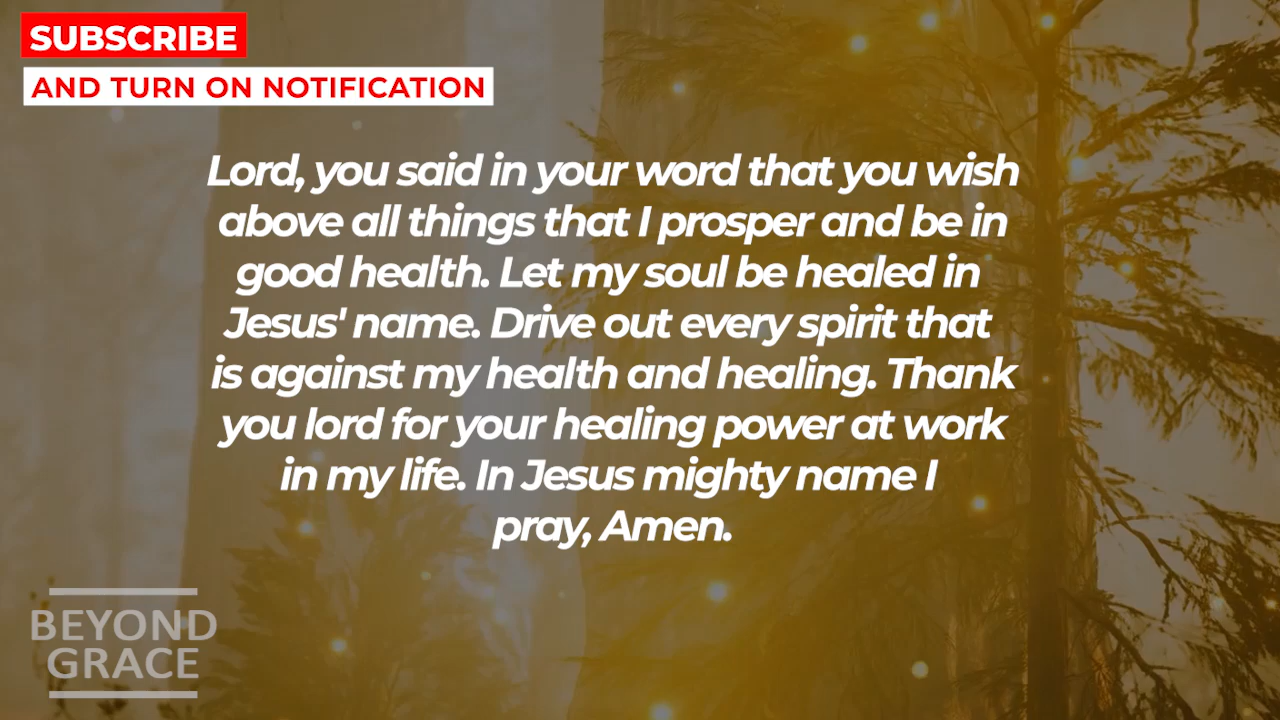 SUBSCRIBE
AND TURN ON NOTIFICATION
Lord, you said in your word that you wish
above all things that I prosper and be in
good health. Let my soul be healed in
Jesus' name. Drive out every spirit that
is against my health and healing. Thank
you lord for your healing power at work
in my life. In Jesus mighty name I
pray, Amen.
BEYOND
GRACE